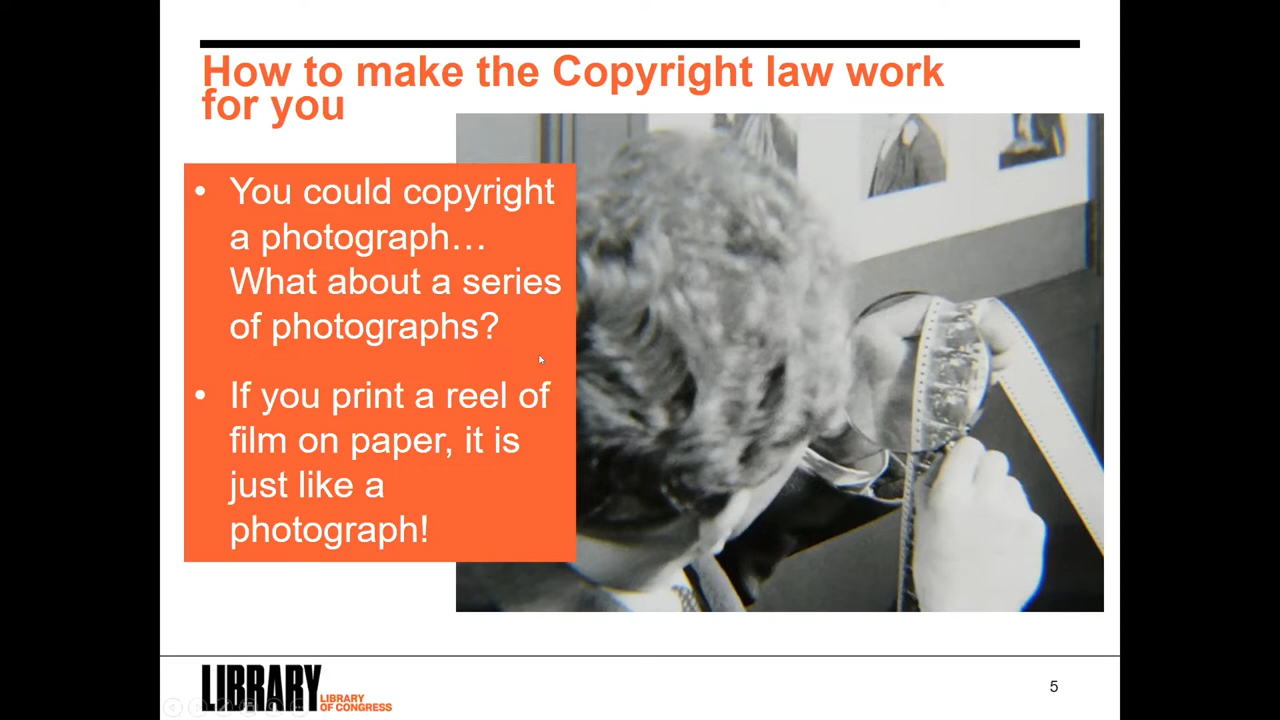 How to make the Copyright law work
for you
• You could copyright
a photograph…
What about a series
of photographs?
• If you print a reel of
film on paper, it is
just like a
photograph!
LIBRARY
LIBRARY
OF CONGRESS
5